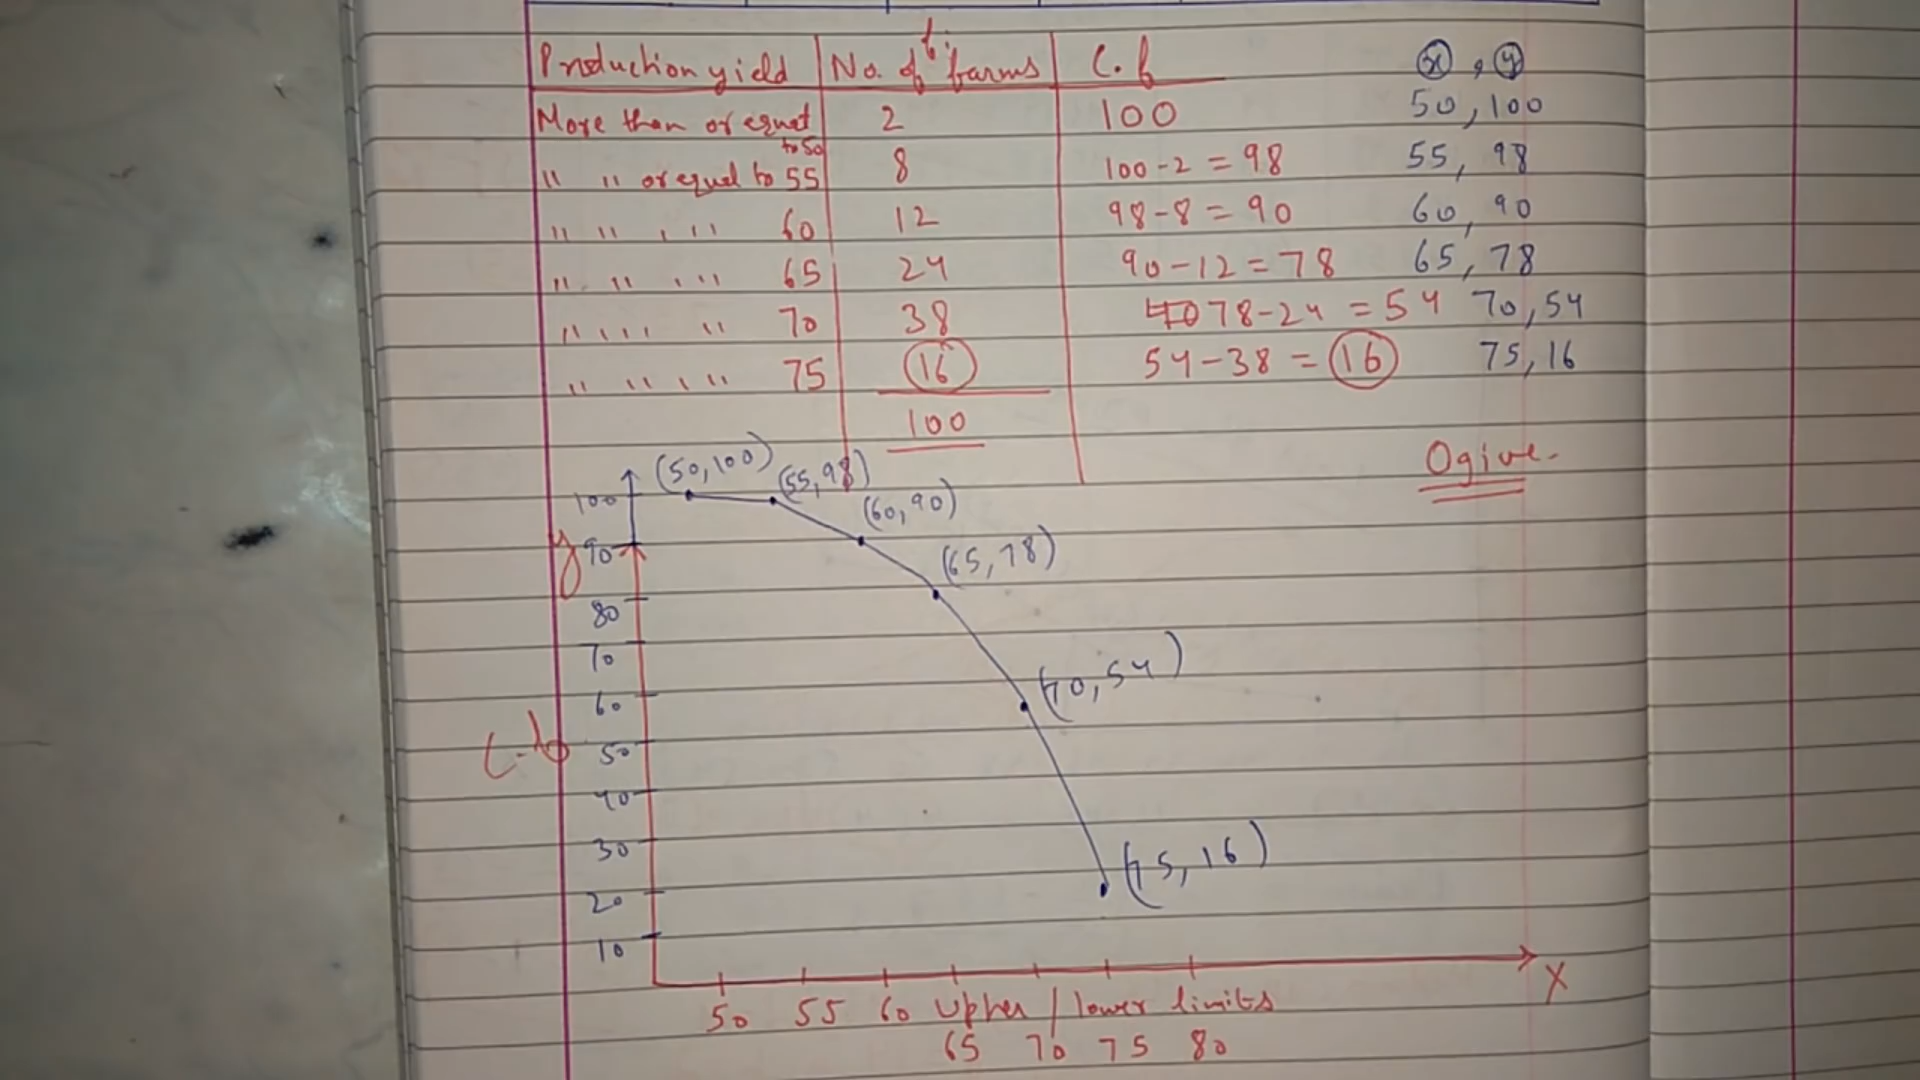 Production yield | No. of farms | C.f | x , y
f.
More than or equal to 50 | 2 | 100 | 50, 100
" " or equal to 55 | 8 | 100 - 2 = 98 | 55, 98
" " , " 60 | 12 | 98 - 8 = 90 | 60, 90
" " , " 65 | 24 | 90 - 12 = 78 | 65, 78
" " " 70 | 38 | 78 - 24 = 54 | 70, 54
" " , " 75 | 16 | 54 - 38 = 16 | 75, 16
100
Ogive.
(50, 100)
(55, 98)
100
(60, 90)
y
90
(65, 78)
80
70
(70, 54)
60
C.f
50
40
30
(75, 16)
20
10
X
50 55 60 Upper / lower limits
65 70 75 80